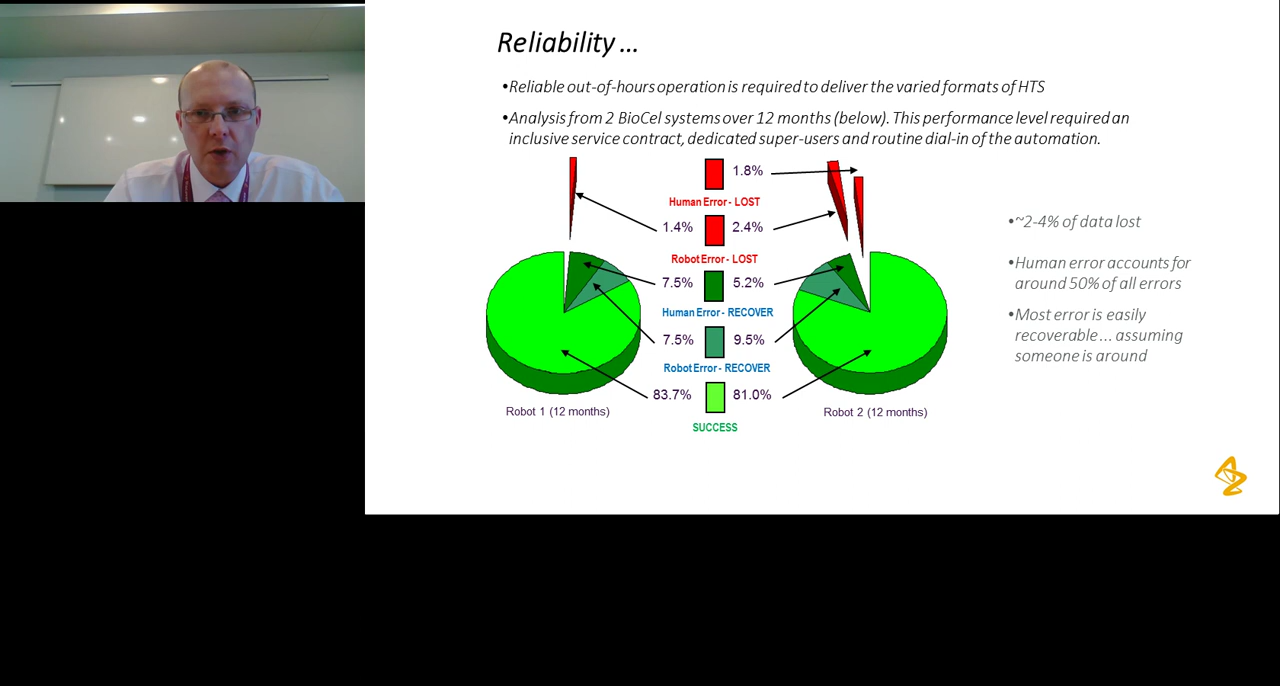 Reliability ...
•Reliable out-of-hours operation is required to deliver the varied formats of HTS
•Analysis from 2 BioCel systems over 12 months (below). This performance level required an
inclusive service contract, dedicated super-users and routine dial-in of the automation.
1.8%
Human Error - LOST
1.4% 2.4%
Robot Error - LOST
7.5% 5.2%
Human Error - RECOVER
7.5% 9.5%
Robot Error - RECOVER
83.7% 81.0%
SUCCESS
Robot 1 (12 months)
Robot 2 (12 months)
•~2-4% of data lost
•Human error accounts for
around 50% of all errors
•Most error is easily
recoverable ... assuming
someone is around